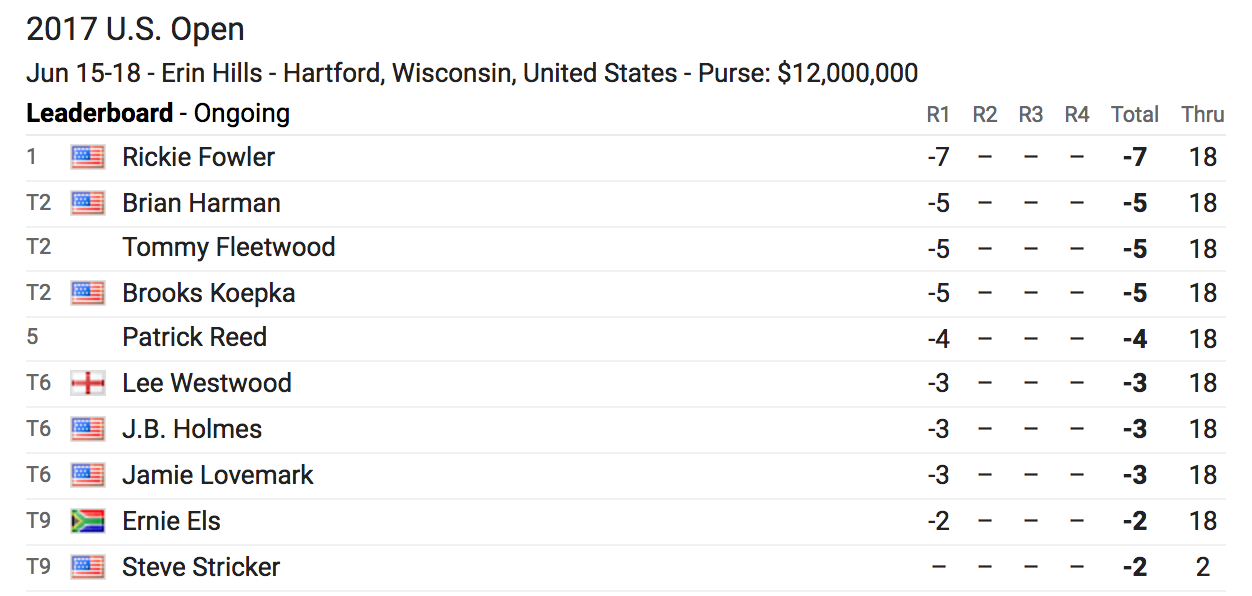 2017 U.S. Open
Jun 15-18 - Erin Hills - Hartford, Wisconsin, United States - Purse: $12,000,000
Leaderboard - Ongoing R1 R2 R3 R4 Total Thru
1 Rickie Fowler -7 – – – -7 18
T2 Brian Harman -5 – – – -5 18
T2 Tommy Fleetwood -5 – – – -5 18
T2 Brooks Koepka -5 – – – -5 18
5 Patrick Reed -4 – – – -4 18
T6 Lee Westwood -3 – – – -3 18
T6 J.B. Holmes -3 – – – -3 18
T6 Jamie Lovemark -3 – – – -3 18
T9 Ernie Els -2 – – – -2 18
T9 Steve Stricker – – – – -2 2